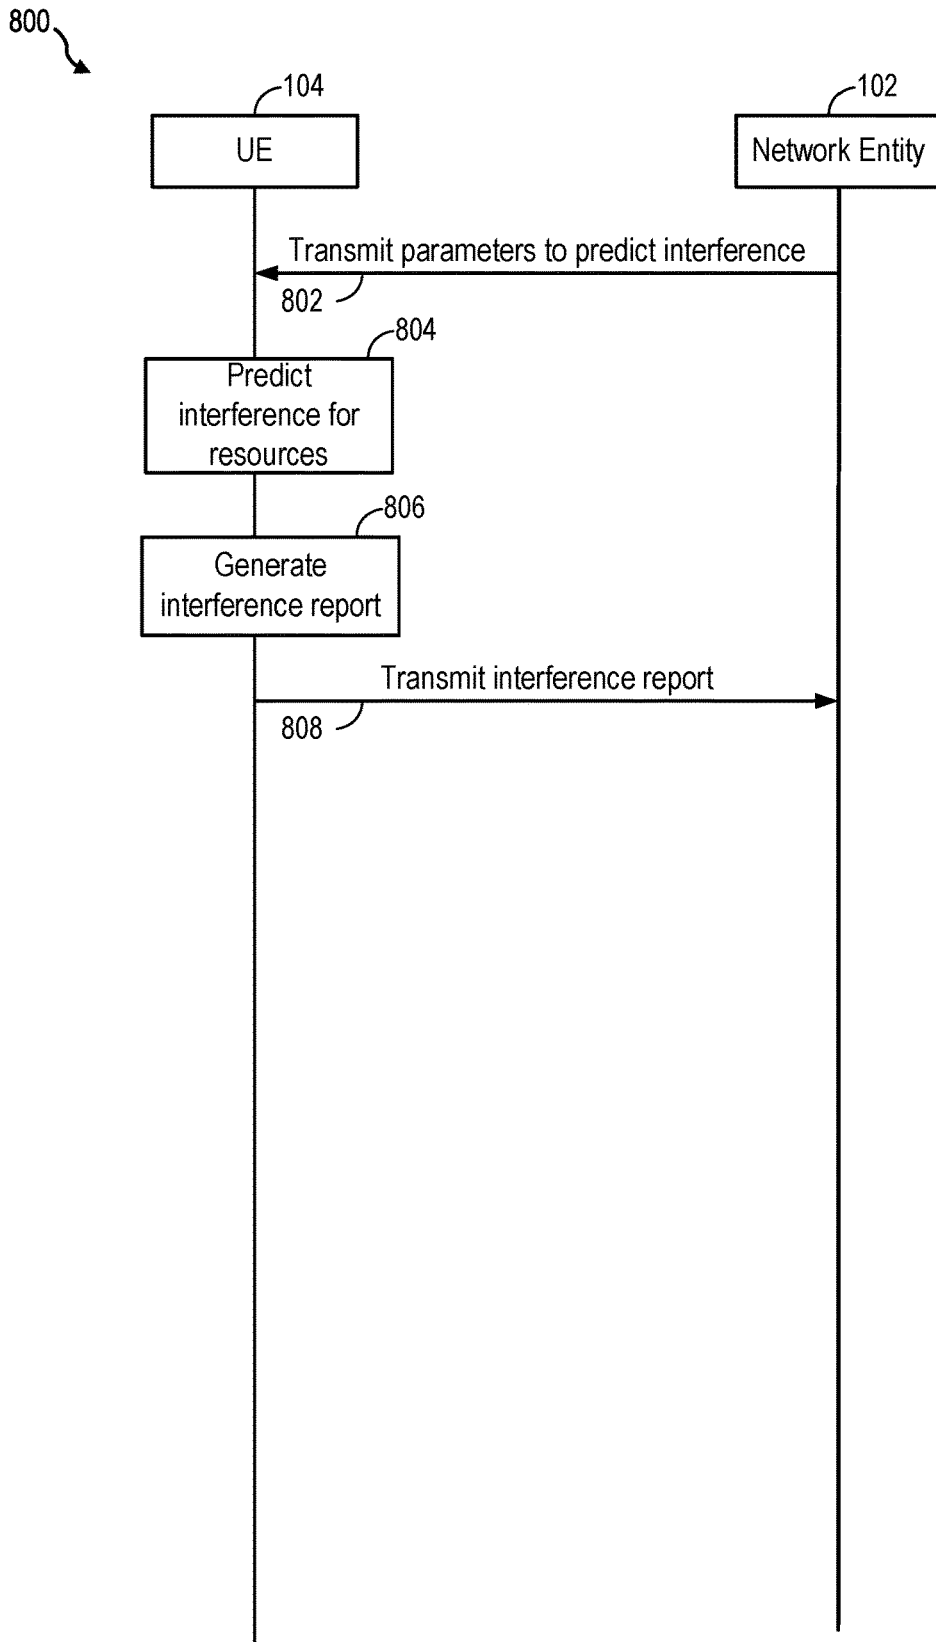 800
104
102
UE
Network Entity
Transmit parameters to predict interference
802
804
Predict
interference for
resources
806
Generate
interference report
Transmit interference report
808